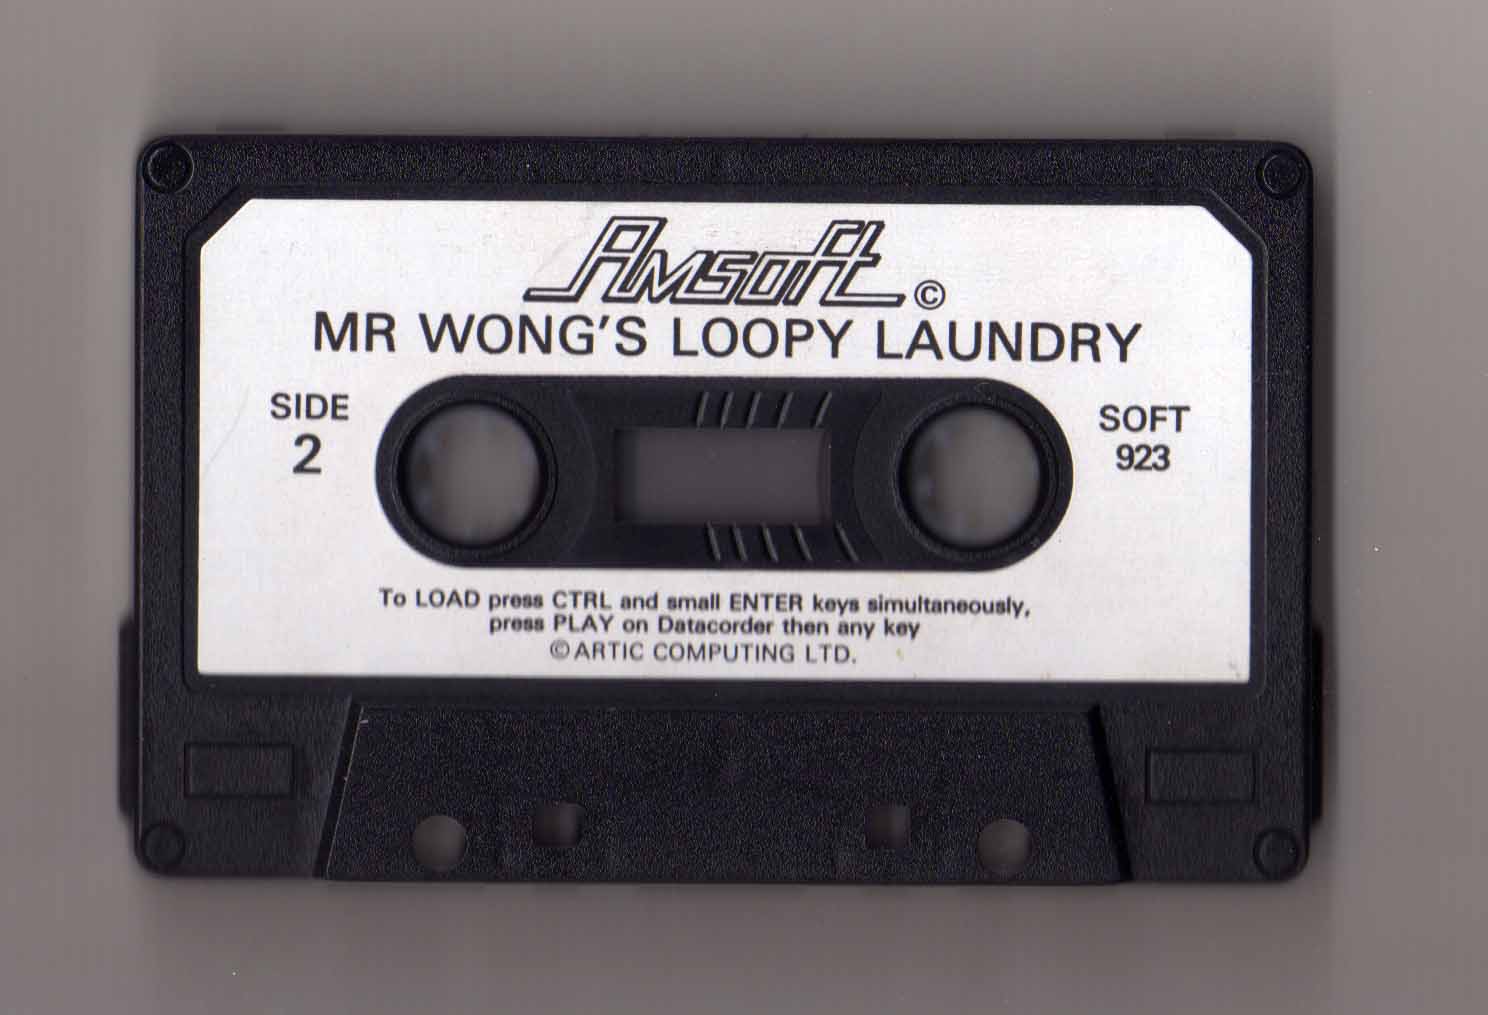 Amsoft ©
MR WONG'S LOOPY LAUNDRY
SIDE
2
SOFT
923
To LOAD press CTRL and small ENTER keys simultaneously,
press PLAY on Datacorder then any key
© ARTIC COMPUTING LTD.